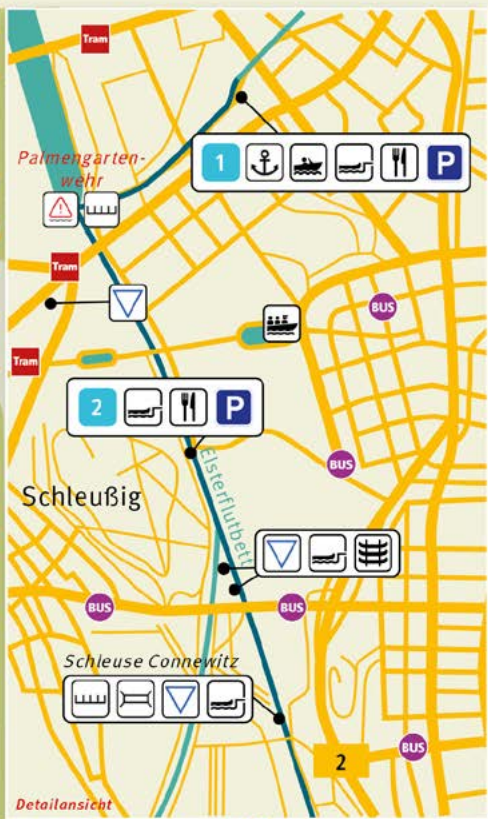 Tram
1
P
Palmengarten-
wehr
Tram
BUS
Tram
2
P
BUS
Elsterflutbett
Schleußig
BUS
BUS
Schleuse Connewitz
BUS
2
Detailansicht